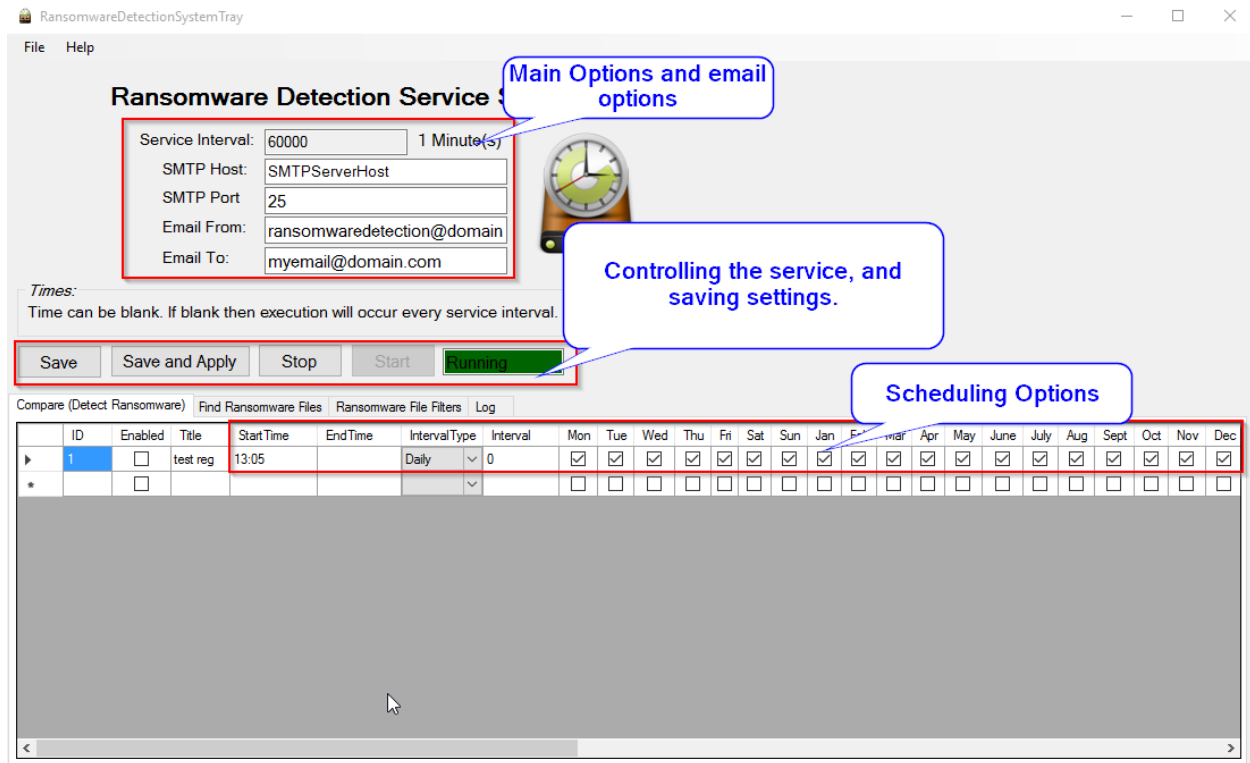 RansomwareDetectionSystemTray
File Help
Main Options and email
options
Ransomware Detection Service
Service Interval: 60000 1 Minute(s)
SMTP Host: SMTPServerHost
SMTP Port 25
Email From: ransomwaredetection@domain
Email To: myemail@domain.com
Controlling the service, and
saving settings.
Times:
Time can be blank. If blank then execution will occur every service interval.
Save Save and Apply Stop Start Running
Scheduling Options
Compare (Detect Ransomware) Find Ransomware Files Ransomware File Filters Log
ID Enabled Title StartTime EndTime IntervalType Interval Mon Tue Wed Thu Fri Sat Sun Jan Mar Apr May June July Aug Sept Oct Nov Dec
1 test reg 13:05 Daily 0